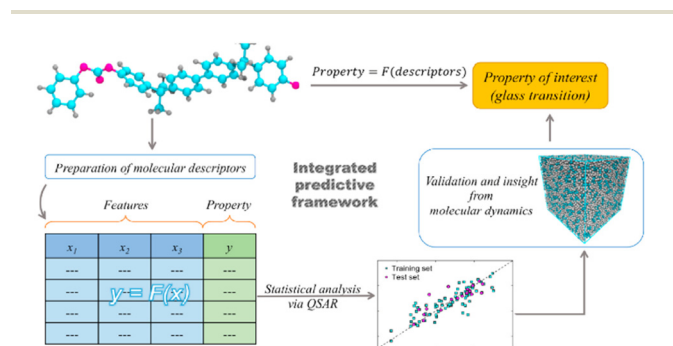 Property = F(descriptors)
Property of interest
(glass transition)
Preparation of molecular descriptors
Integrated
predictive
framework
Validation and insight
from
molecular dynamics
Features
Property
x1 x2 x3 y
--- --- --- ---
--- --- --- ---
--- --- --- ---
--- --- --- ---
y = F(x)
Statistical analysis
via QSAR
Training set
Test set